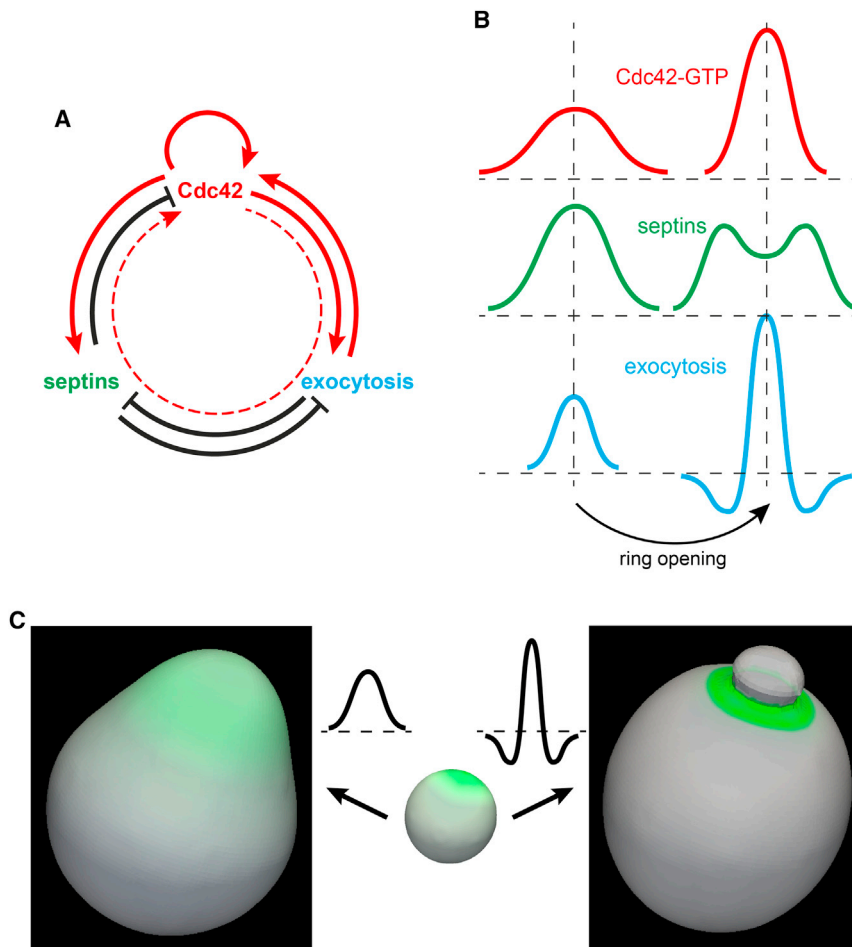 A
Cdc42
septins
exocytosis
B
Cdc42-GTP
septins
exocytosis
ring opening
C